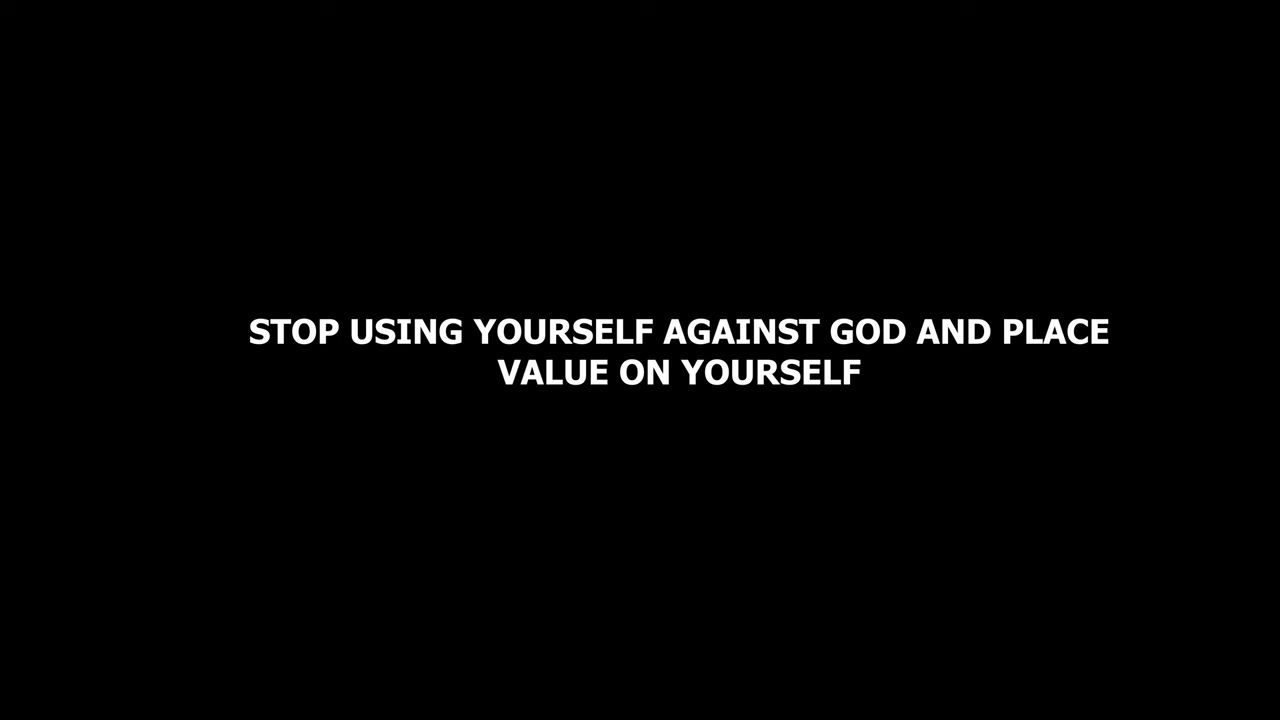 STOP USING YOURSELF AGAINST GOD AND PLACE
VALUE ON YOURSELF